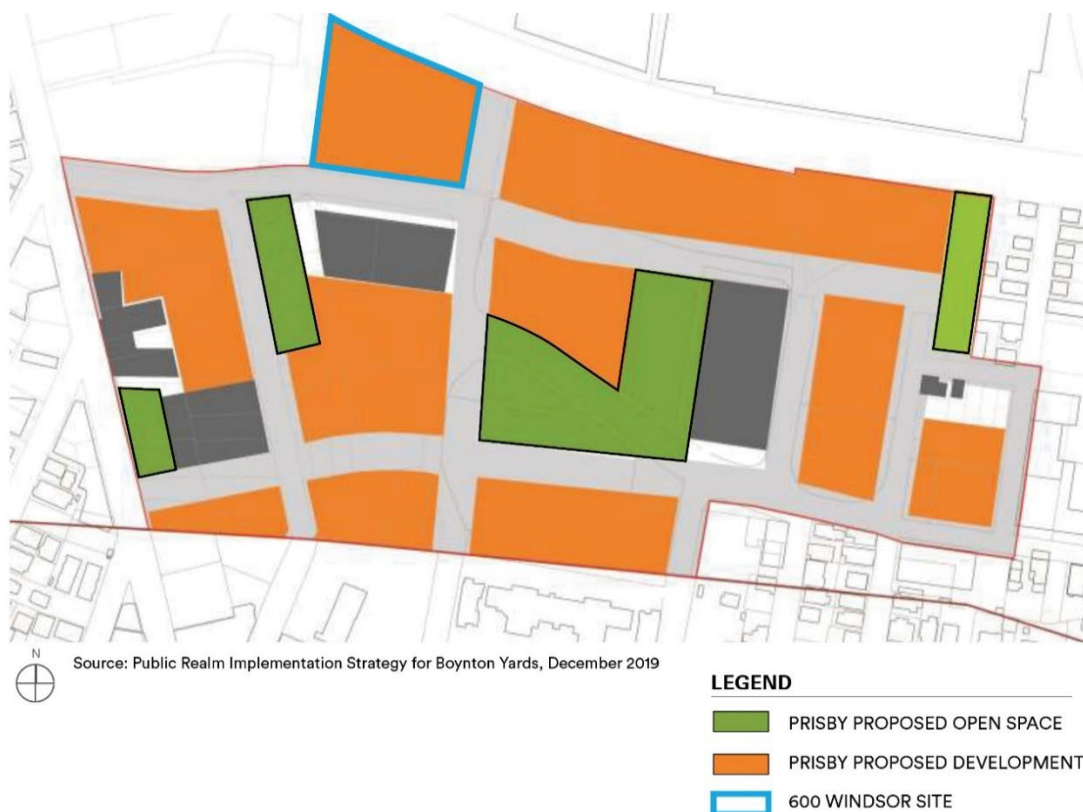 N
Source: Public Realm Implementation Strategy for Boynton Yards, December 2019
LEGEND
PRISBY PROPOSED OPEN SPACE
PRISBY PROPOSED DEVELOPMENT
600 WINDSOR SITE